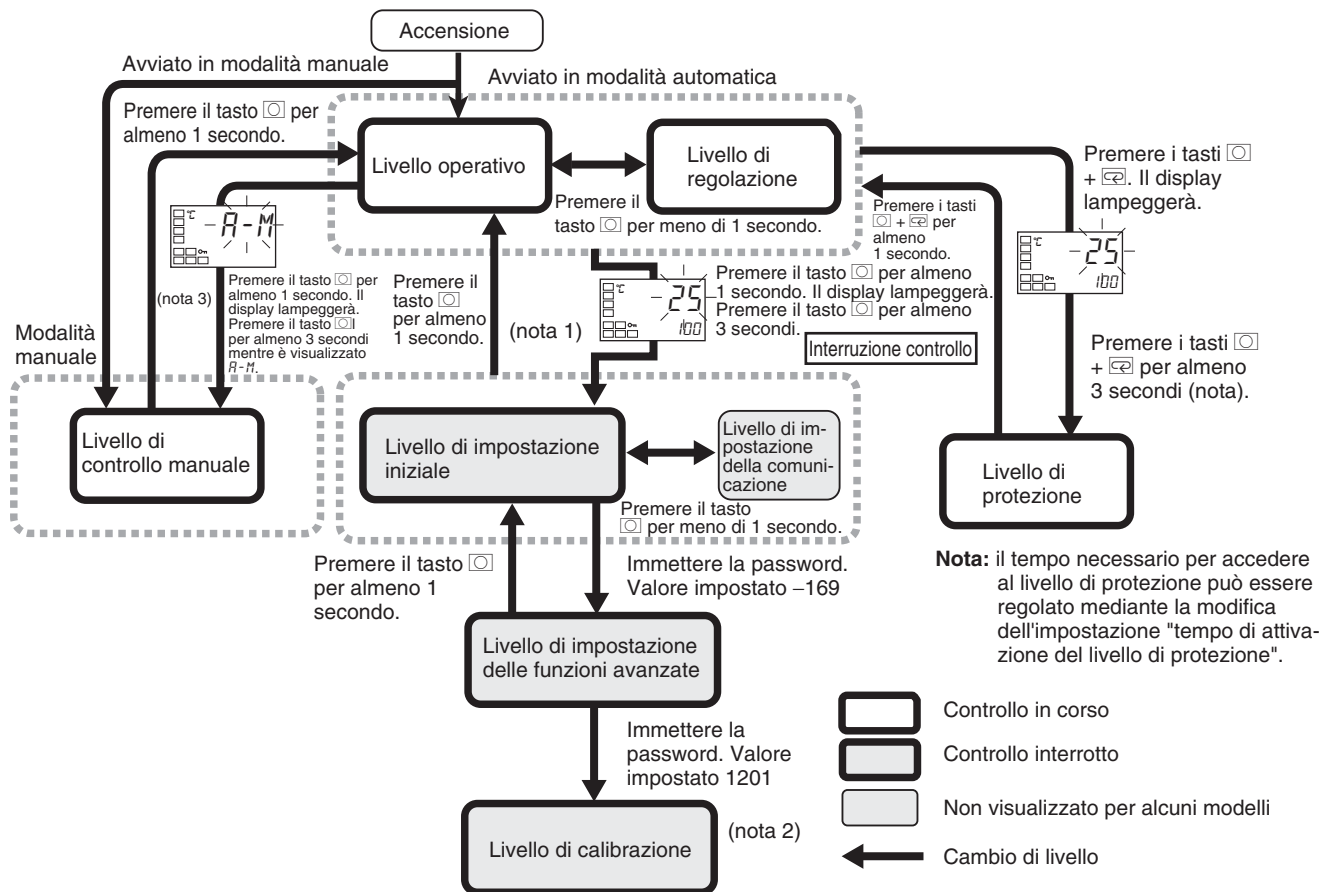 Accensione
Avviato in modalità manuale
Avviato in modalità automatica
Premere il tasto per
almeno 1 secondo.
Livello operativo
Livello di
regolazione
Premere il
tasto per meno di 1 secondo.
Premere i tasti
+ . Il display
lampeggerà.
Premere i tasti
+ per
almeno
1 secondo.
°C
A-M
(nota 3)
Premere il tasto per
almeno 1 secondo. Il
display lampeggerà.
Premere il tasto l
per almeno 3 secondi
mentre è visualizzato
A-M.
Premere il
tasto
per almeno
1 secondo.
(nota 1)
°C
25
100
Premere il tasto per almeno
1 secondo. Il display lampeggerà.
Premere il tasto per almeno
3 secondi.
Interruzione controllo
°C
25
100
Premere i tasti
+ per almeno
3 secondi (nota).
Modalità
manuale
Livello di
controllo manuale
Livello di impostazione
iniziale
Livello di im-
postazione
della comuni-
cazione
Premere il tasto
per meno di 1 secondo.
Livello di
protezione
Premere il tasto
per almeno 1
secondo.
Immettere la password.
Valore impostato –169
Nota: il tempo necessario per accedere
al livello di protezione può essere
regolato mediante la modifica
dell'impostazione "tempo di attiva-
zione del livello di protezione".
Livello di impostazione
delle funzioni avanzate
Immettere la
password. Valore
impostato 1201
Livello di calibrazione
(nota 2)
Controllo in corso
Controllo interrotto
Non visualizzato per alcuni modelli
Cambio di livello